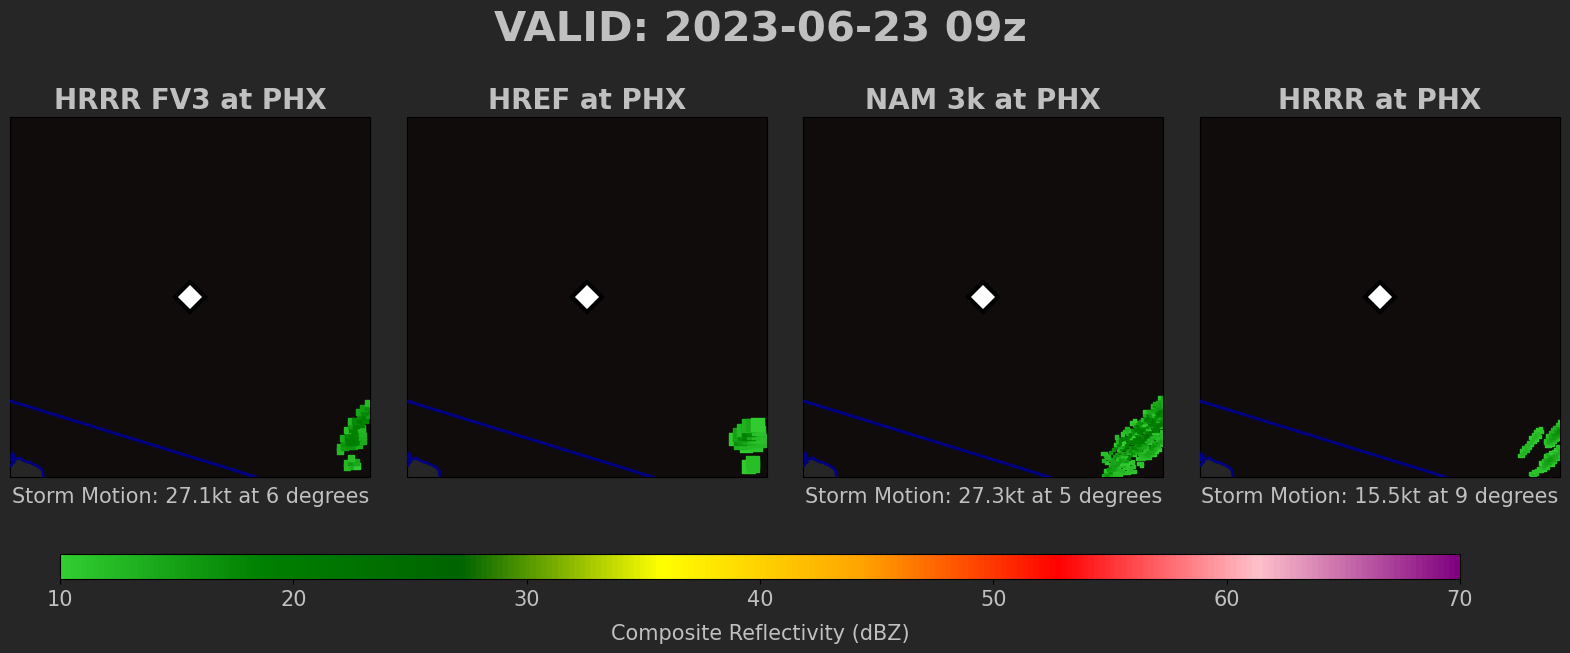 VALID: 2023-06-23 09z
HRRR FV3 at PHX
HREF at PHX
NAM 3k at PHX
HRRR at PHX
Storm Motion: 27.1kt at 6 degrees
Storm Motion: 27.3kt at 5 degrees
Storm Motion: 15.5kt at 9 degrees
10 20 30 40 50 60 70
Composite Reflectivity (dBZ)